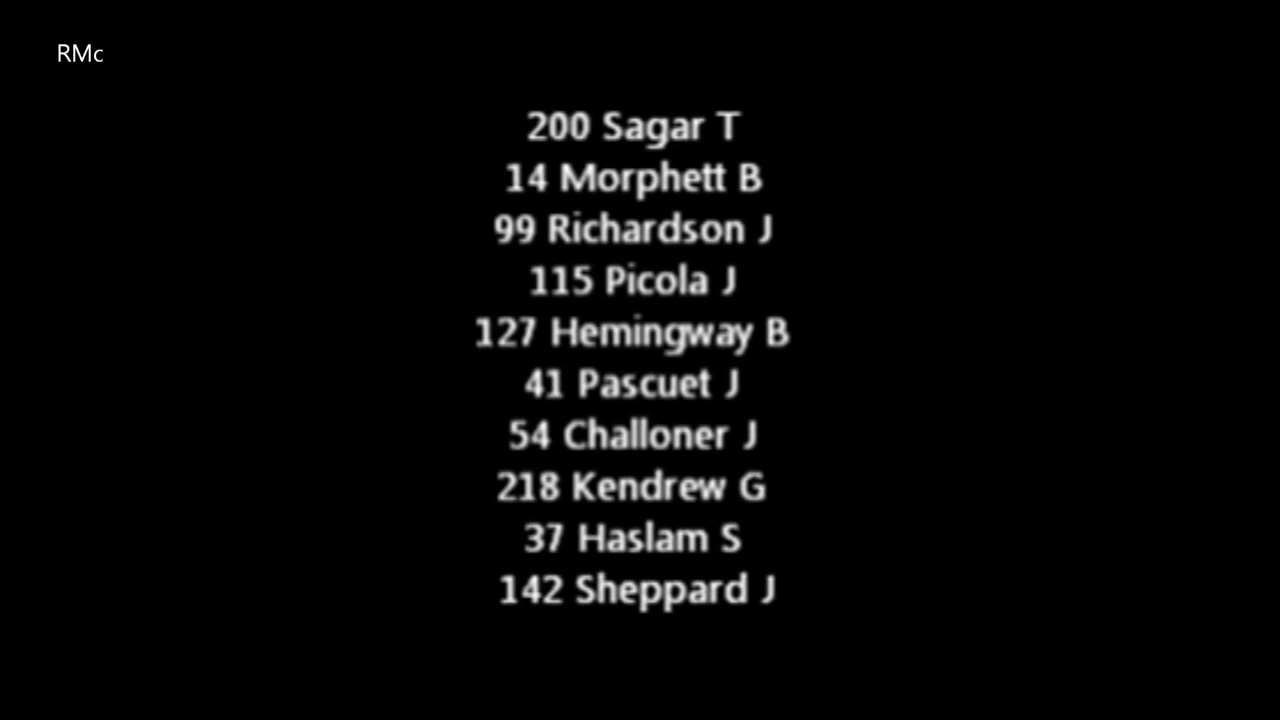 RMc
200 Sagar T
14 Morphett B
99 Richardson J
115 Picola J
127 Hemingway B
41 Pascuet J
54 Challoner J
218 Kendrew G
37 Haslam S
142 Sheppard J